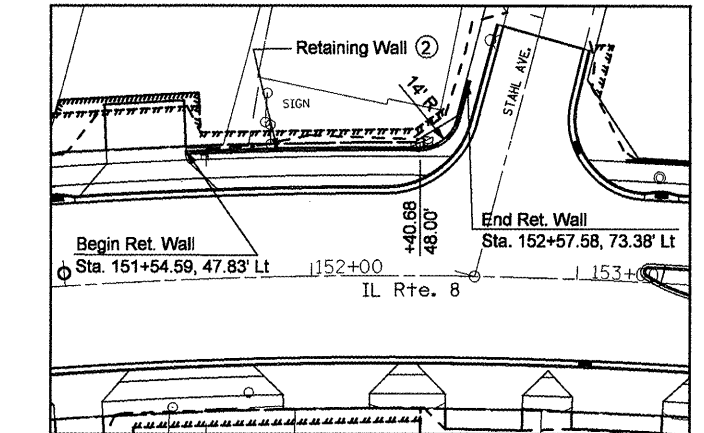 Retaining Wall ②
SIGN
14' R
STAHL AVE.
+40.68
48.00'
End Ret. Wall
Sta. 152+57.58, 73.38' Lt
Begin Ret. Wall
Sta. 151+54.59, 47.83' Lt
152+00
153+
IL Rte. 8